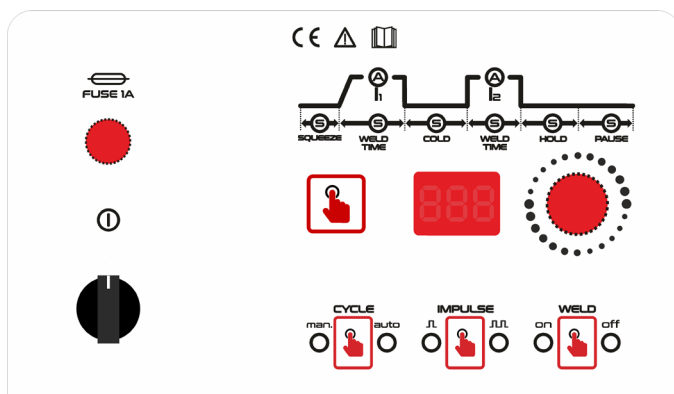 CE
FUSE 1A
A A
I1 I2
S S S S S S
SQUEEZE WELD TIME COLD WELD TIME HOLD PAUSE
888
CYCLE IMPULSE WELD
man. auto on off